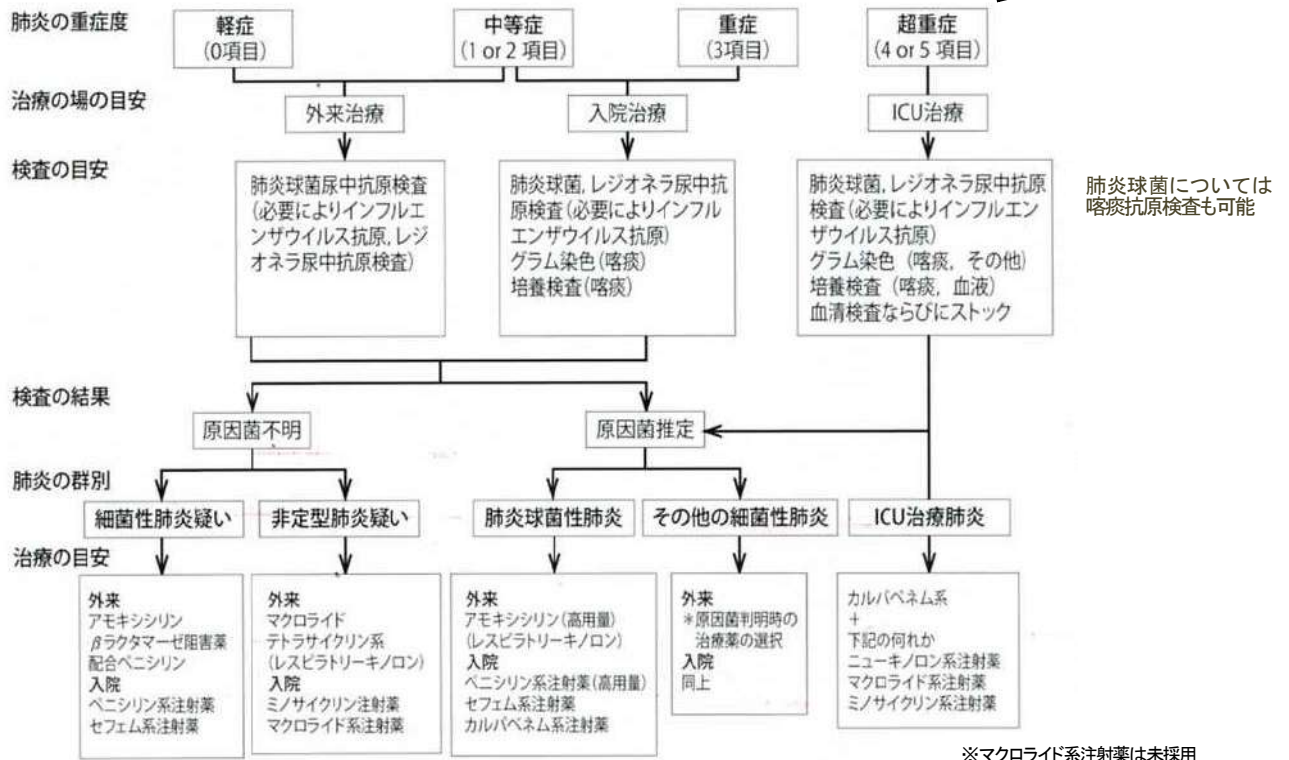 肺炎の重症度
軽症
(0項目)
中等症
(1 or 2 項目)
重症
(3項目)
超重症
(4 or 5 項目)
治療の場の目安
外来治療
入院治療
ICU治療
検査の目安
肺炎球菌尿中抗原検査
(必要によりインフルエ
ンザウイルス抗原, レジ
オネラ尿中抗原検査)
肺炎球菌, レジオネラ尿中抗
原検査(必要によりインフル
エンザウイルス抗原)
グラム染色(喀痰)
培養検査(喀痰)
肺炎球菌, レジオネラ尿中抗原
検査(必要によりインフルエン
ザウイルス抗原)
グラム染色 (喀痰, その他)
培養検査 (喀痰, 血液)
血清検査ならびにストック
肺炎球菌については
喀痰抗原検査も可能
検査の結果
原因菌不明
原因菌推定
肺炎の群別
細菌性肺炎疑い
非定型肺炎疑い
肺炎球菌性肺炎
その他の細菌性肺炎
ICU治療肺炎
治療の目安
外来
アモキシシリン
βラクタマーゼ阻害薬
配合ペニシリン
入院
ペニシリン系注射薬
セフェム系注射薬
外来
マクロライド
テトラサイクリン系
(レスピラトリーキノロン)
入院
ミノサイクリン注射薬
マクロライド系注射薬
外来
アモキシシリン(高用量)
(レスピラトリーキノロン)
入院
ペニシリン系注射薬(高用量)
セフェム系注射薬
カルバペネム系注射薬
外来
*原因菌判明時の
治療薬の選択
入院
同上
カルバペネム系
+
下記の何れか
ニューキノロン系注射薬
マクロライド系注射薬
ミノサイクリン系注射薬
※マクロライド系注射薬は未採用